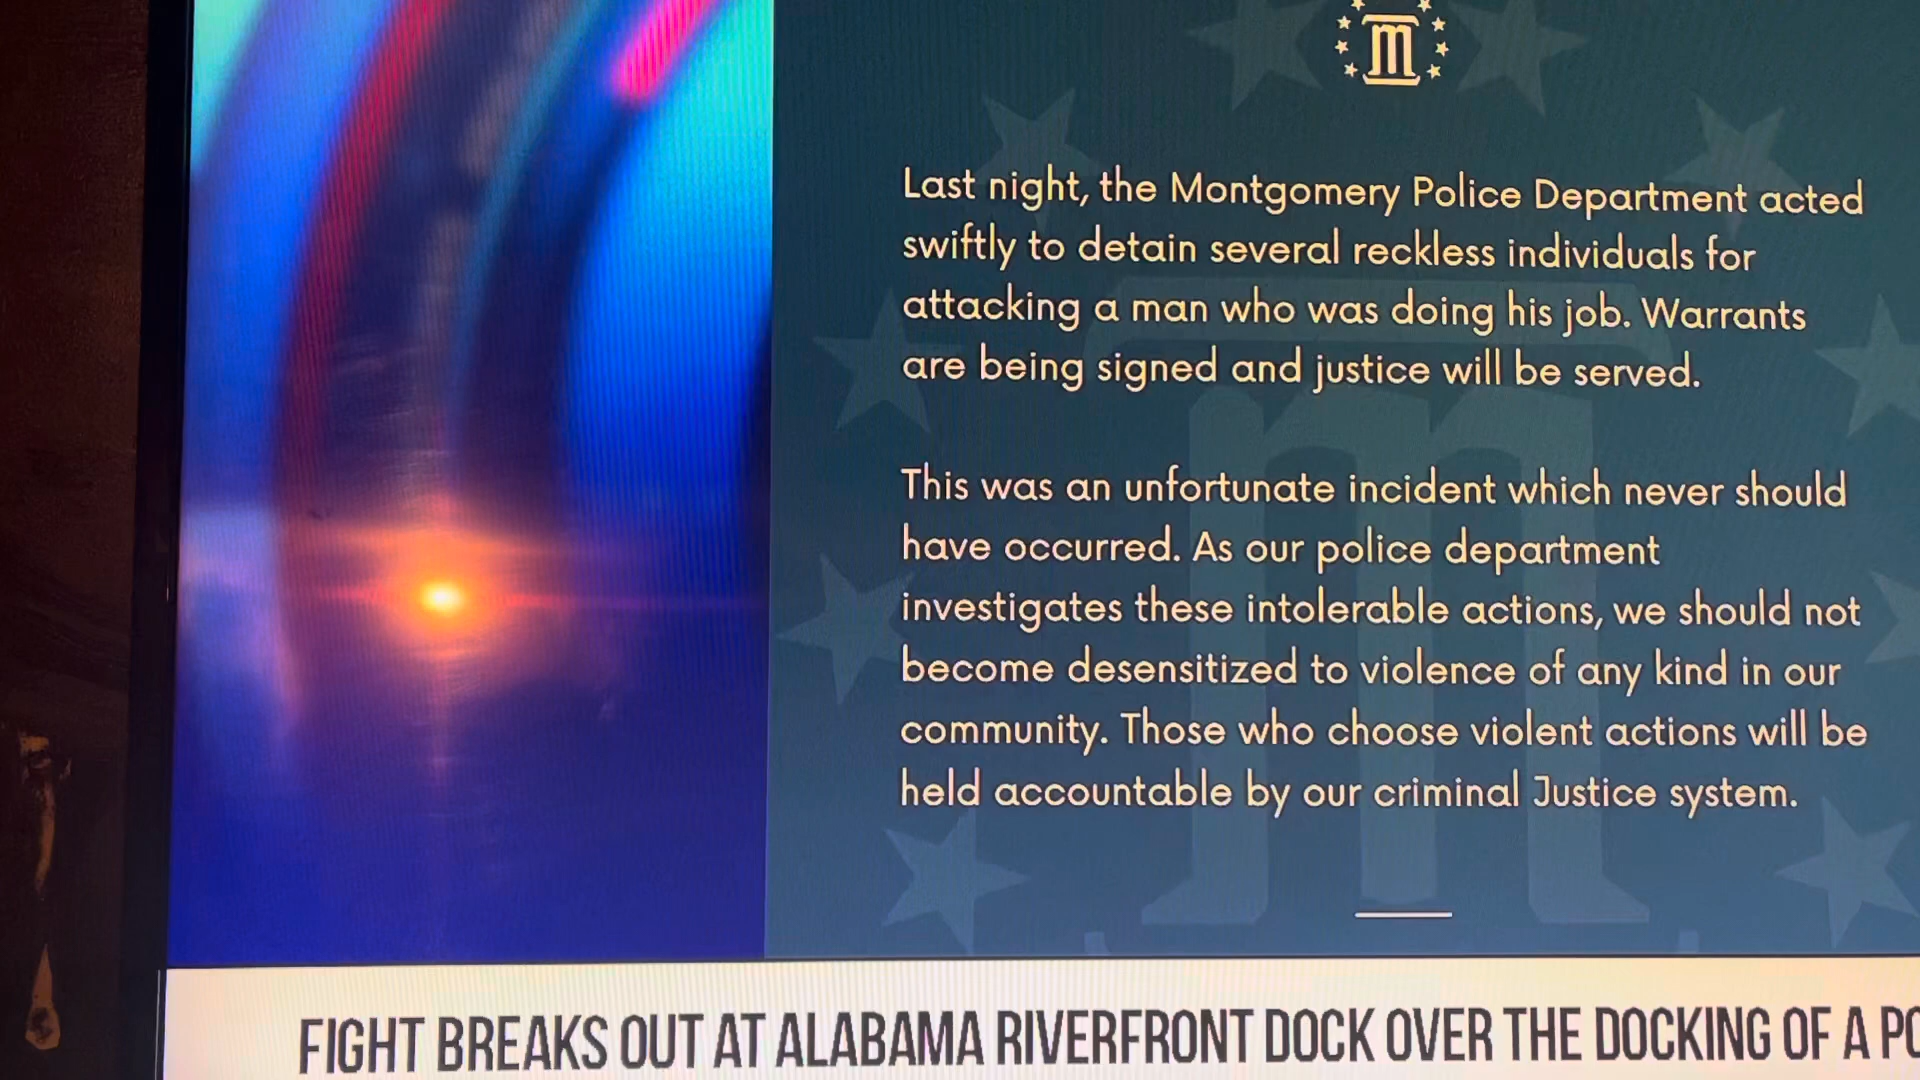 m
Last night, the Montgomery Police Department acted
swiftly to detain several reckless individuals for
attacking a man who was doing his job. Warrants
are being signed and justice will be served.
This was an unfortunate incident which never should
have occurred. As our police department
investigates these intolerable actions, we should not
become desensitized to violence of any kind in our
community. Those who choose violent actions will be
held accountable by our criminal Justice system.
FIGHT BREAKS OUT AT ALABAMA RIVERFRONT DOCK OVER THE DOCKING OF A